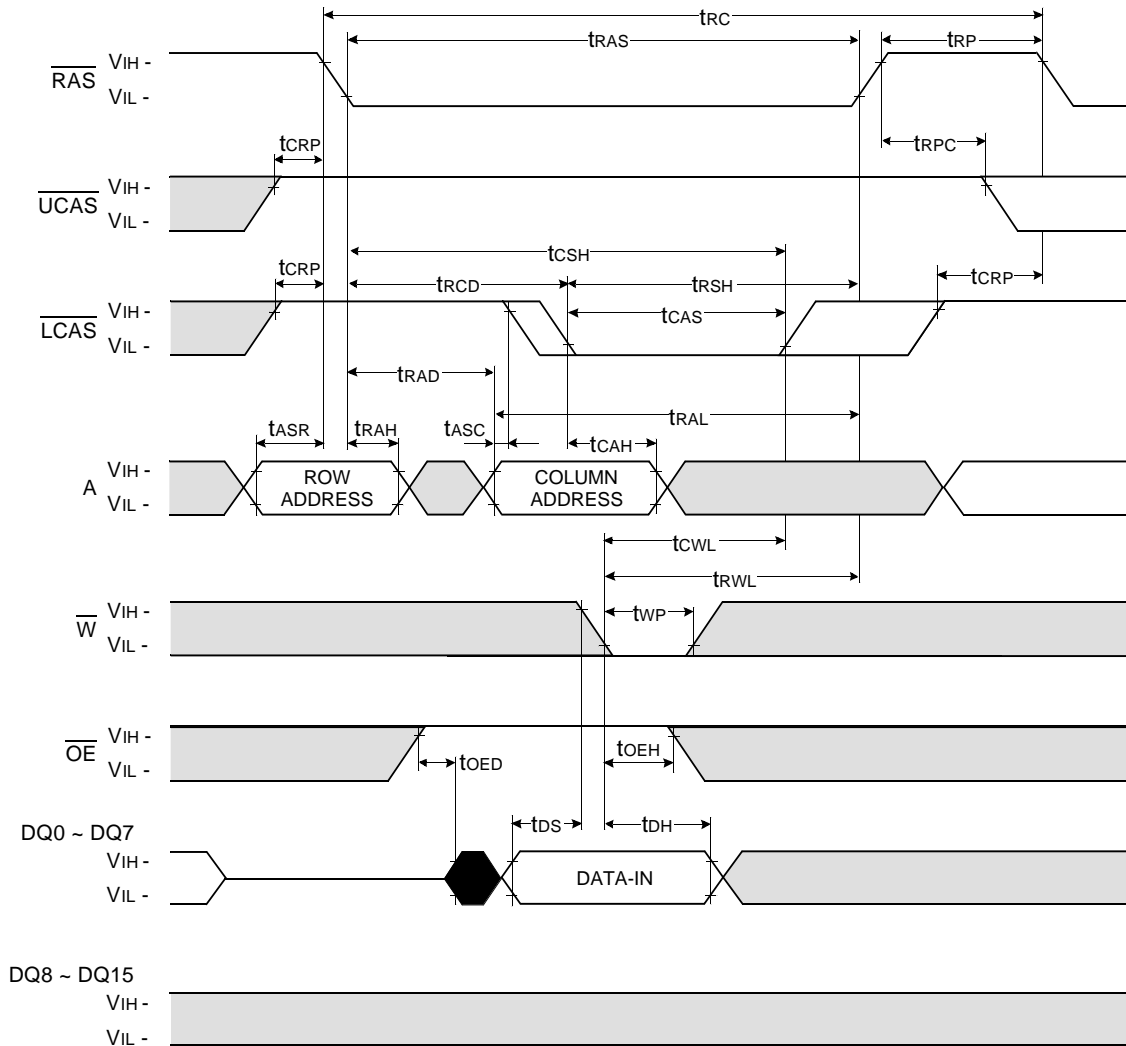 tRC
tRAS
tRP
RAS
VIH -
VIL -
tCRP
tRPC
UCAS
VIH -
VIL -
tCSH
tCRP
tRCD
tRSH
tCRP
LCAS
VIH -
VIL -
tCAS
tRAD
tRAL
tASR
tRAH
tASC
tCAH
A
VIH -
VIL -
ROW
ADDRESS
COLUMN
ADDRESS
tCWL
tRWL
W
VIH -
VIL -
tWP
OE
VIH -
VIL -
tOED
tOEH
DQ0 ~ DQ7
VIH -
VIL -
tDS
tDH
DATA-IN
DQ8 ~ DQ15
VIH -
VIL -